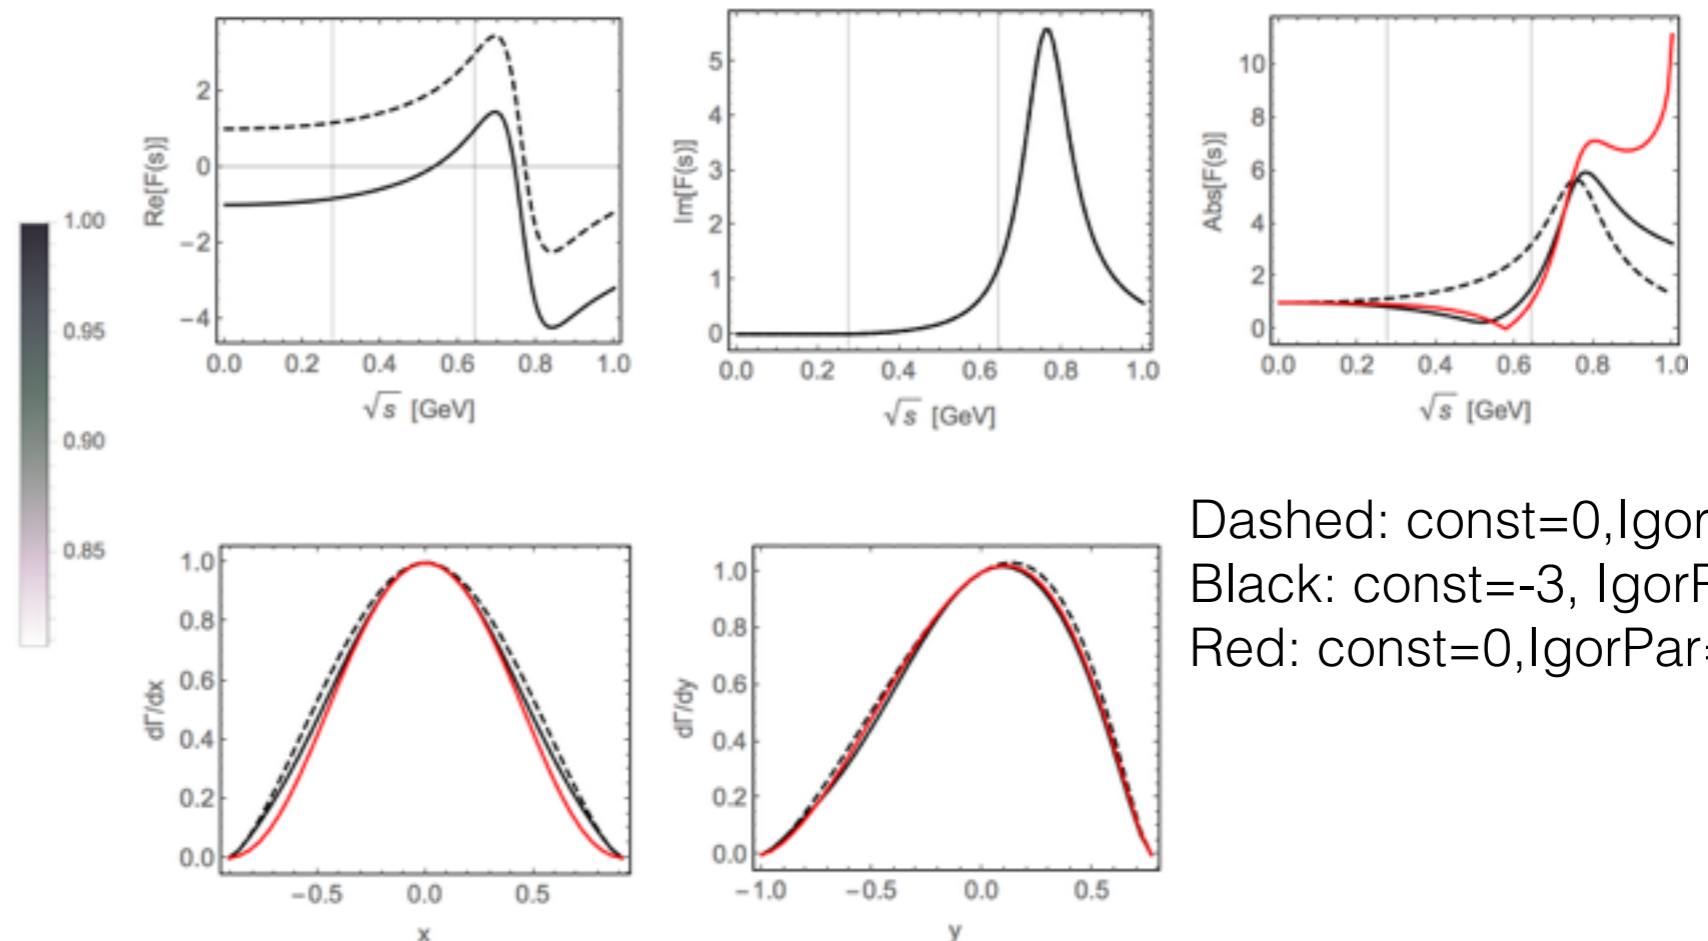 1.00
0.95
0.90
0.85
Re[F(s)]
2
0
−2
−4
0.0 0.2 0.4 0.6 0.8 1.0
√s [GeV]
Im[F(s)]
5
4
3
2
1
0
0.0 0.2 0.4 0.6 0.8 1.0
√s [GeV]
Abs[F(s)]
10
8
6
4
2
0
0.0 0.2 0.4 0.6 0.8 1.0
√s [GeV]
dΓ/dx
1.0
0.8
0.6
0.4
0.2
0.0
−0.5 0.0 0.5
x
dΓ/dy
1.0
0.8
0.6
0.4
0.2
0.0
−1.0 −0.5 0.0 0.5
y
Dashed: const=0,Igor
Black: const=-3, Igor
Red: const=0,IgorPar=